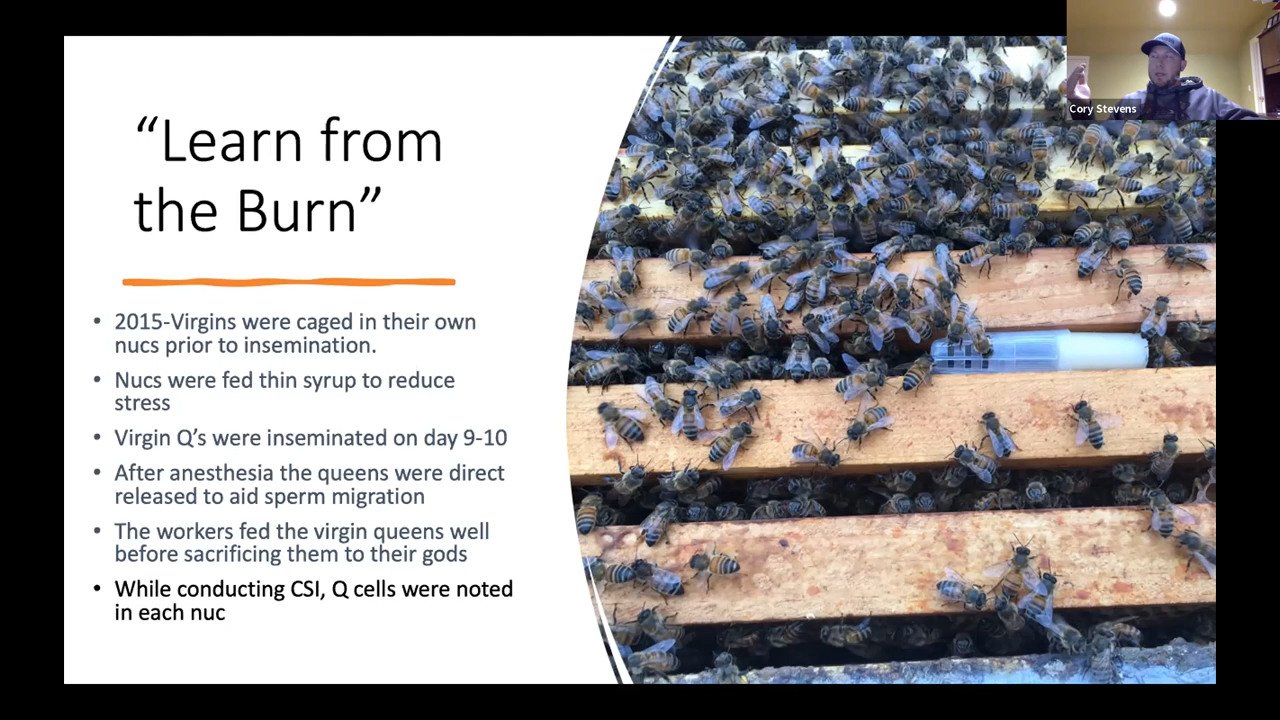 “Learn from
the Burn”
• 2015-Virgins were caged in their own
nucs prior to insemination.
• Nucs were fed thin syrup to reduce
stress
• Virgin Q’s were inseminated on day 9-10
• After anesthesia the queens were direct
released to aid sperm migration
• The workers fed the virgin queens well
before sacrificing them to their gods
• While conducting CSI, Q cells were noted
in each nuc
Cory Stevens